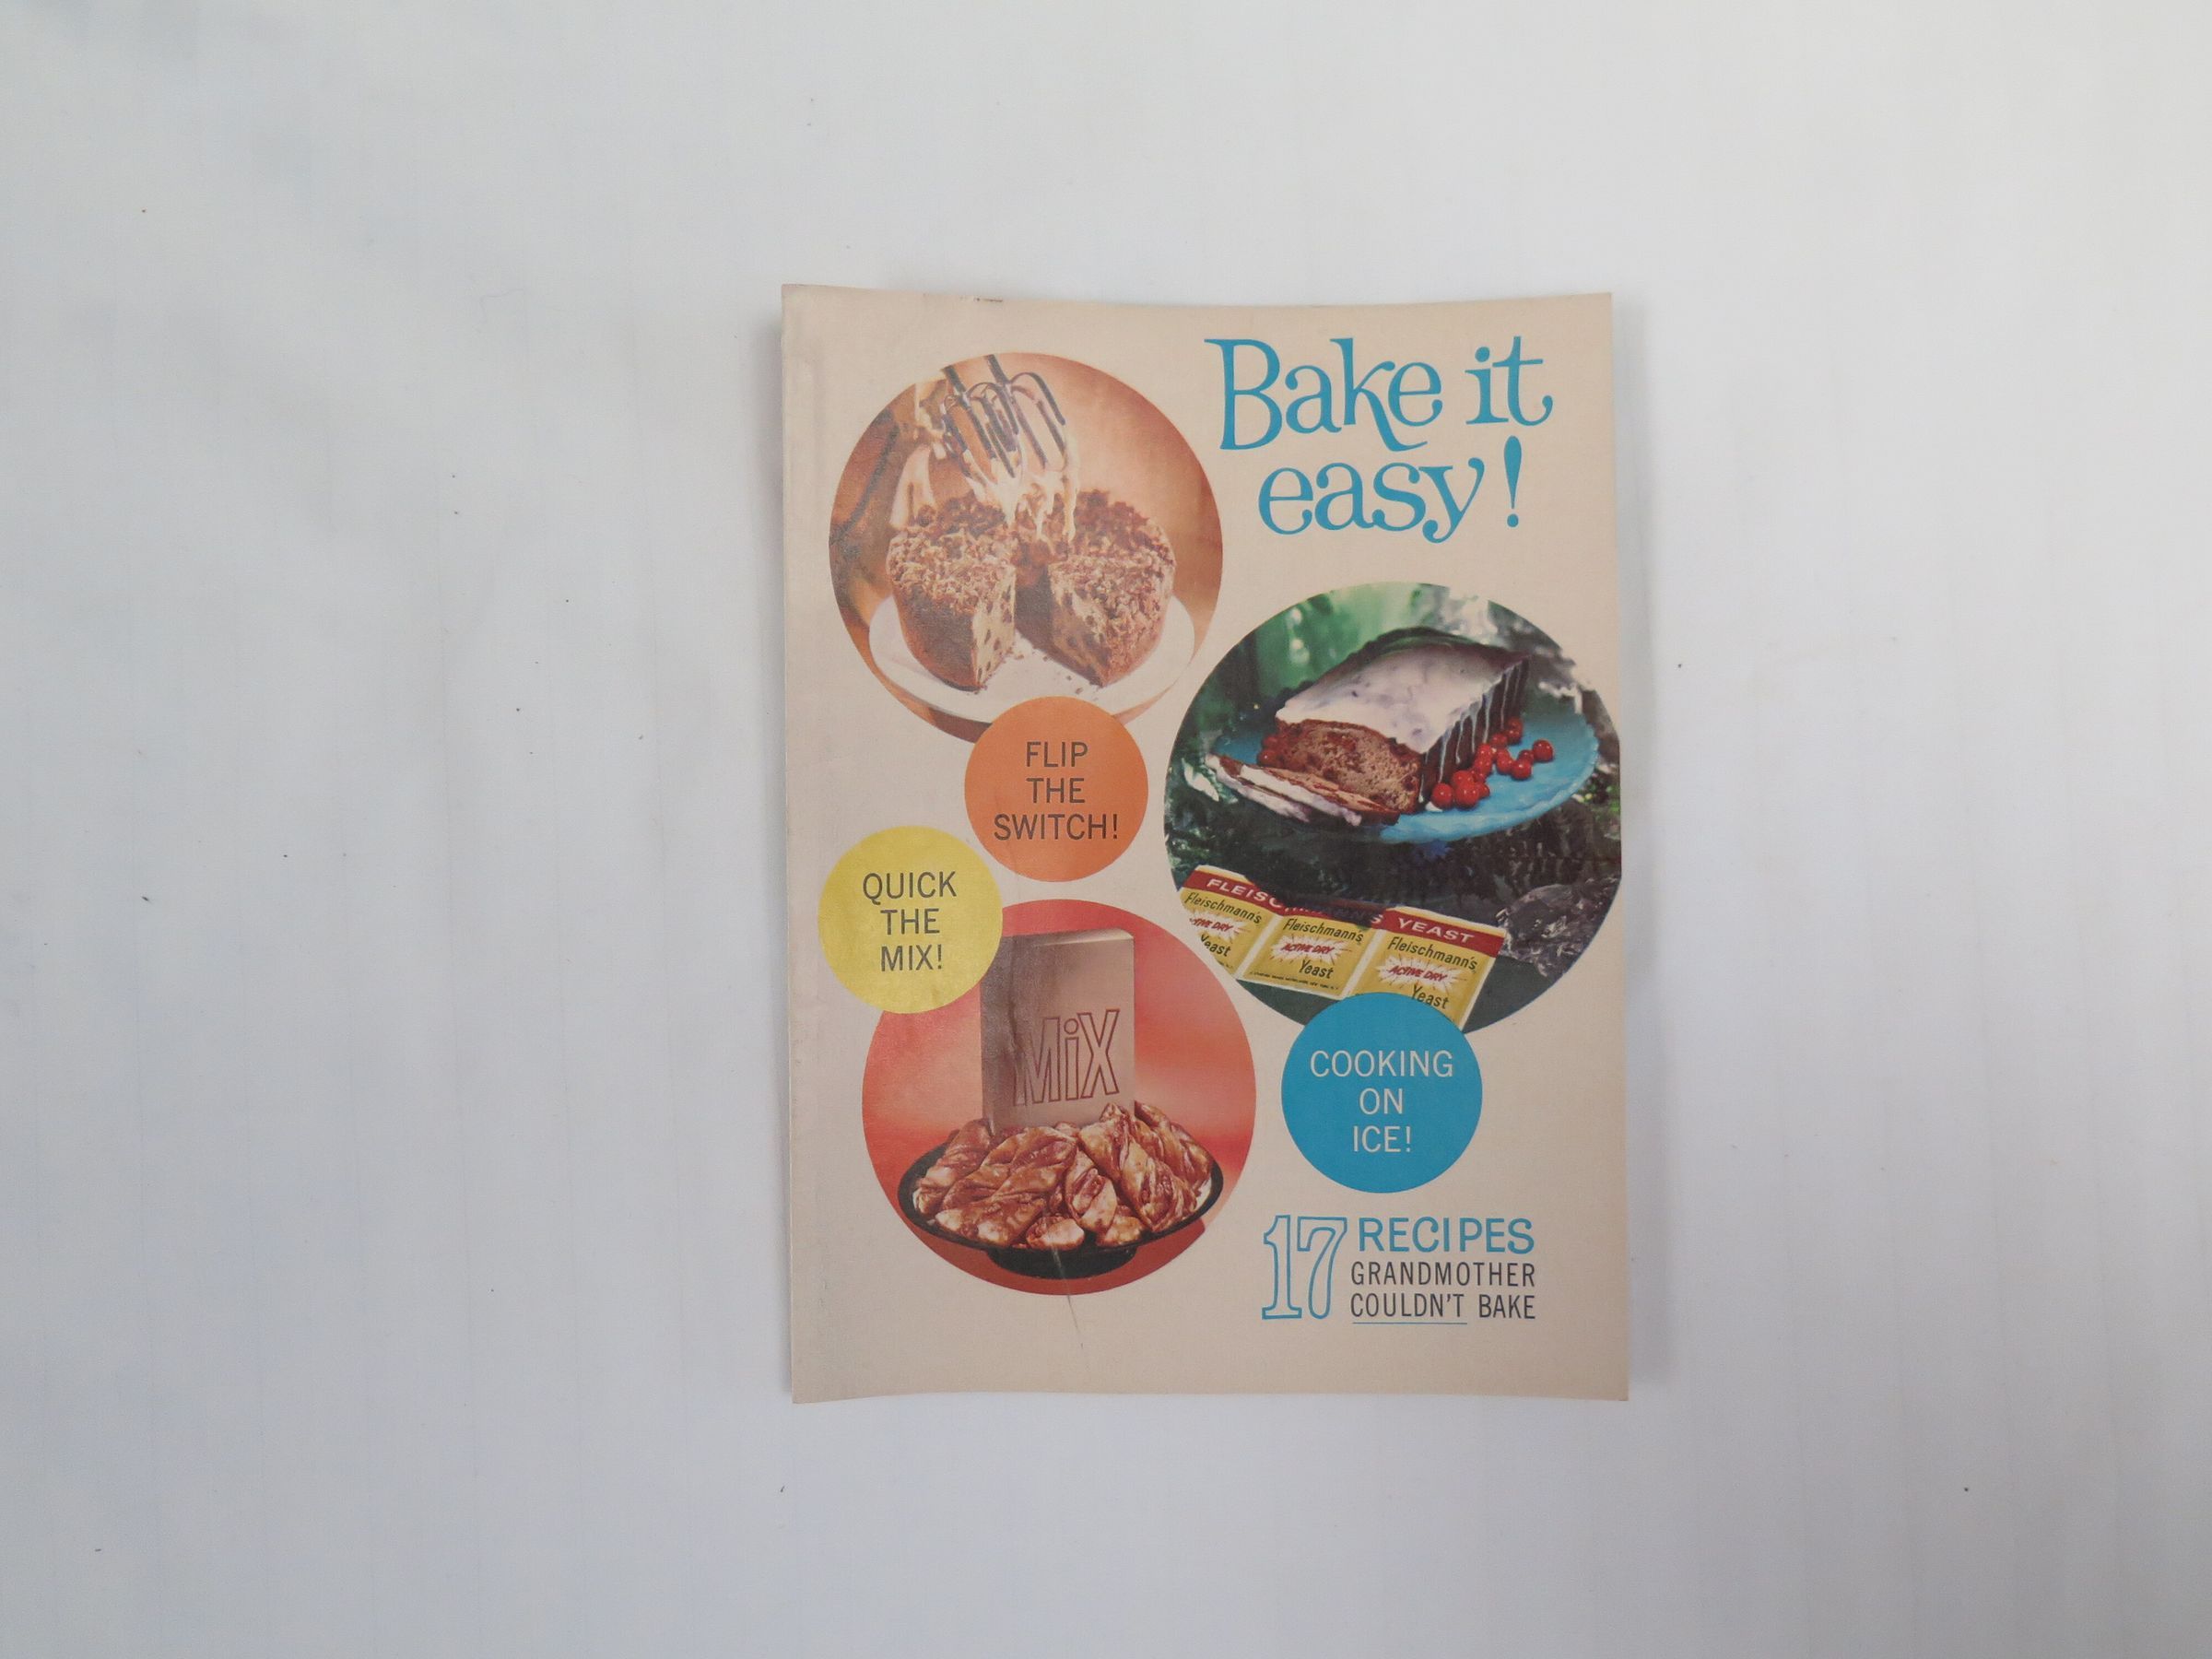 Bake it
easy!
FLIP
THE
SWITCH!
QUICK
THE
MIX!
FLEISCHMANN'S YEAST
Fleischmann's
ACTIVE DRY
Yeast
Fleischmann's
ACTIVE DRY
Yeast
Fleischmann's
ACTIVE DRY
Yeast
MiX
COOKING
ON
ICE!
17 RECIPES
GRANDMOTHER
COULDN'T BAKE